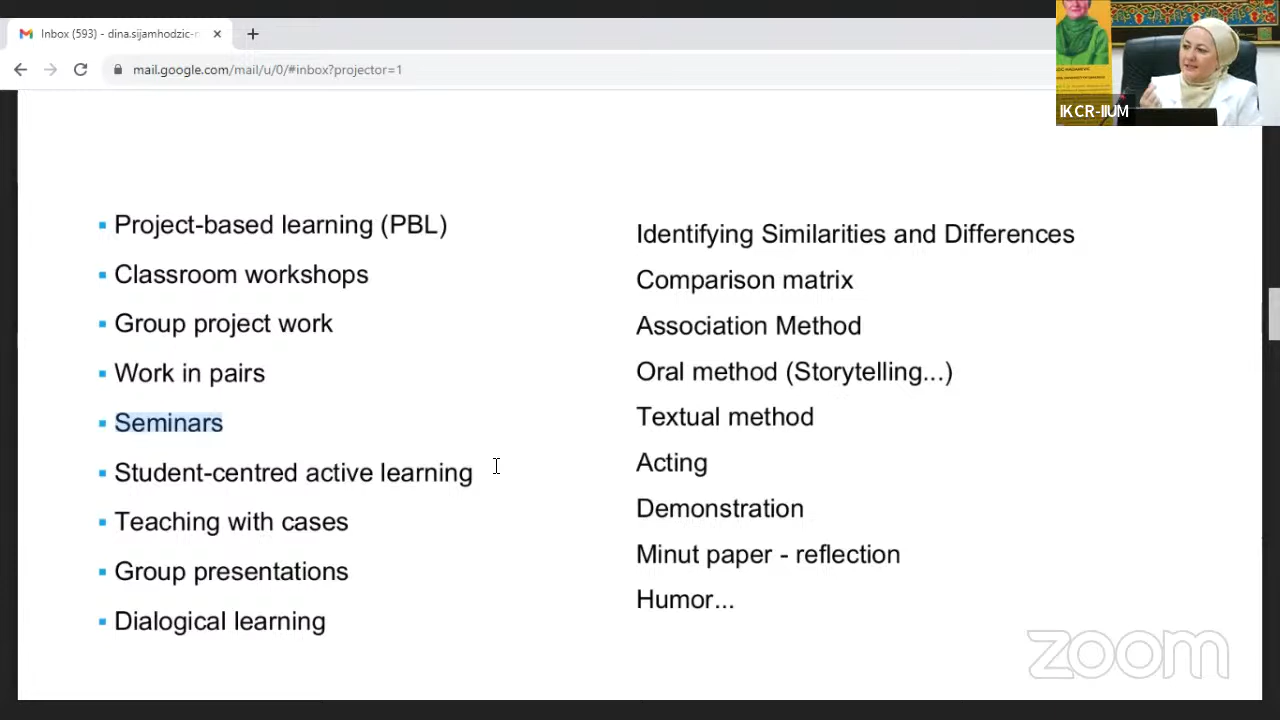 Inbox (593) - dina.sijamhodzic-r
mail.google.com/mail/u/0/#inbox?projector=1
IKCR-IIUM
Project-based learning (PBL)
Classroom workshops
Group project work
Work in pairs
Seminars
Student-centred active learning
Teaching with cases
Group presentations
Dialogical learning
Identifying Similarities and Differences
Comparison matrix
Association Method
Oral method (Storytelling...)
Textual method
Acting
Demonstration
Minut paper - reflection
Humor...
zoom